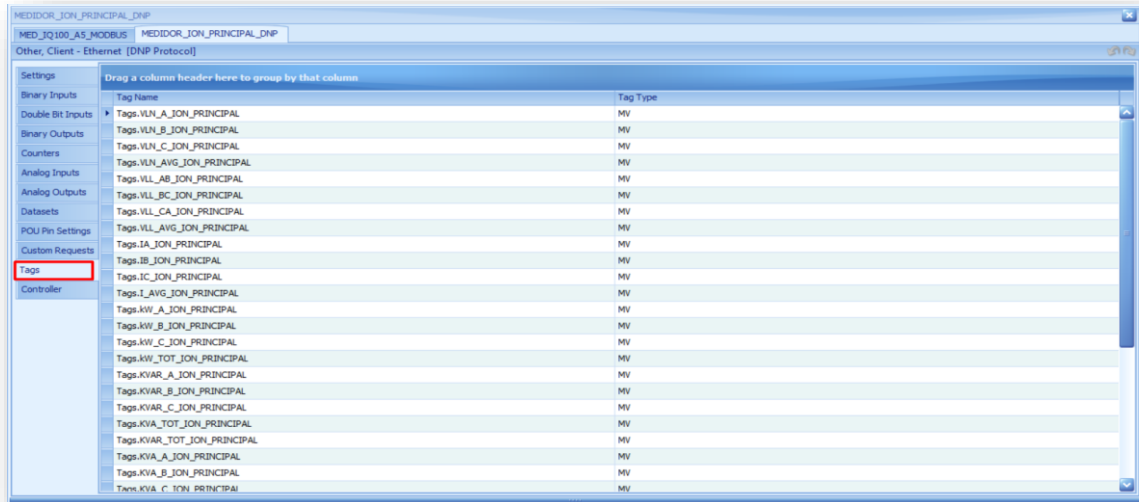 MEDIDOR_ION_PRINCIPAL_DNP
MED_IQ100_A5_MODBUS MEDIDOR_ION_PRINCIPAL_DNP
Other, Client - Ethernet [DNP Protocol]
Settings
Binary Inputs
Double Bit Inputs
Binary Outputs
Counters
Analog Inputs
Analog Outputs
Datasets
POU Pin Settings
Custom Requests
Tags
Controller
Drag a column header here to group by that column
Tag Name Tag Type
Tags.VLN_A_ION_PRINCIPAL MV
Tags.VLN_B_ION_PRINCIPAL MV
Tags.VLN_C_ION_PRINCIPAL MV
Tags.VLN_AVG_ION_PRINCIPAL MV
Tags.VLL_AB_ION_PRINCIPAL MV
Tags.VLL_BC_ION_PRINCIPAL MV
Tags.VLL_CA_ION_PRINCIPAL MV
Tags.VLL_AVG_ION_PRINCIPAL MV
Tags.IA_ION_PRINCIPAL MV
Tags.IB_ION_PRINCIPAL MV
Tags.IC_ION_PRINCIPAL MV
Tags.I_AVG_ION_PRINCIPAL MV
Tags.kW_A_ION_PRINCIPAL MV
Tags.kW_B_ION_PRINCIPAL MV
Tags.kW_C_ION_PRINCIPAL MV
Tags.kW_TOT_ION_PRINCIPAL MV
Tags.KVAR_A_ION_PRINCIPAL MV
Tags.KVAR_B_ION_PRINCIPAL MV
Tags.KVAR_C_ION_PRINCIPAL MV
Tags.KVA_TOT_ION_PRINCIPAL MV
Tags.KVAR_TOT_ION_PRINCIPAL MV
Tags.KVA_A_ION_PRINCIPAL MV
Tags.KVA_B_ION_PRINCIPAL MV
Tags.KVA_C_ION_PRINCIPAL MV